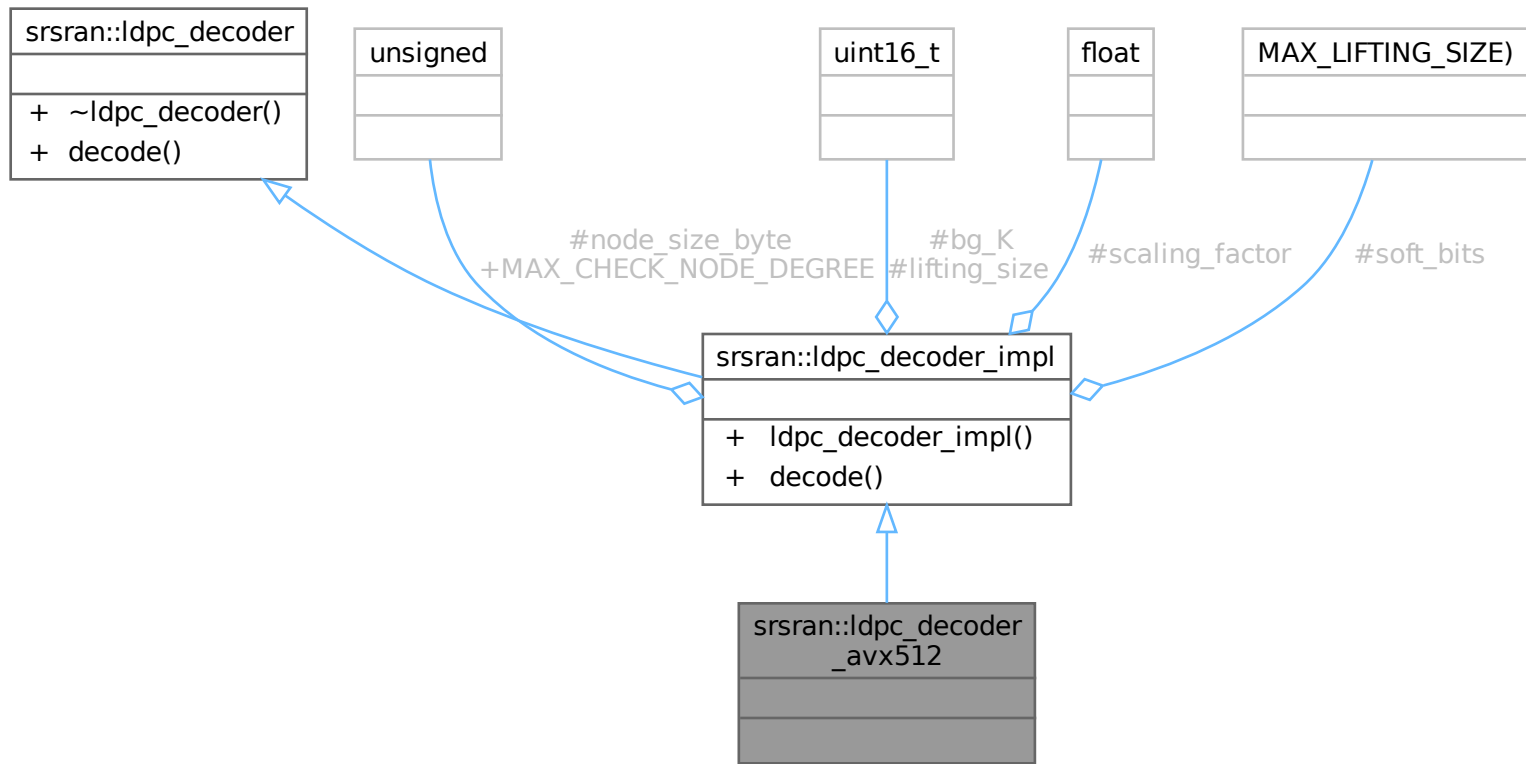 srsran::ldpc_decoder
+ ~ldpc_decoder()
+ decode()
unsigned
uint16_t
float
MAX_LIFTING_SIZE)
#node_size_byte
+MAX_CHECK_NODE_DEGREE
#bg_K
#lifting_size
#scaling_factor
#soft_bits
srsran::ldpc_decoder_impl
+ ldpc_decoder_impl()
+ decode()
srsran::ldpc_decoder
_avx512